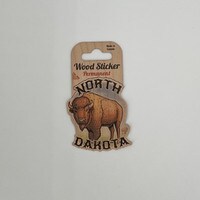 Wood Sticker
Permanent
NORTH
DAKOTA